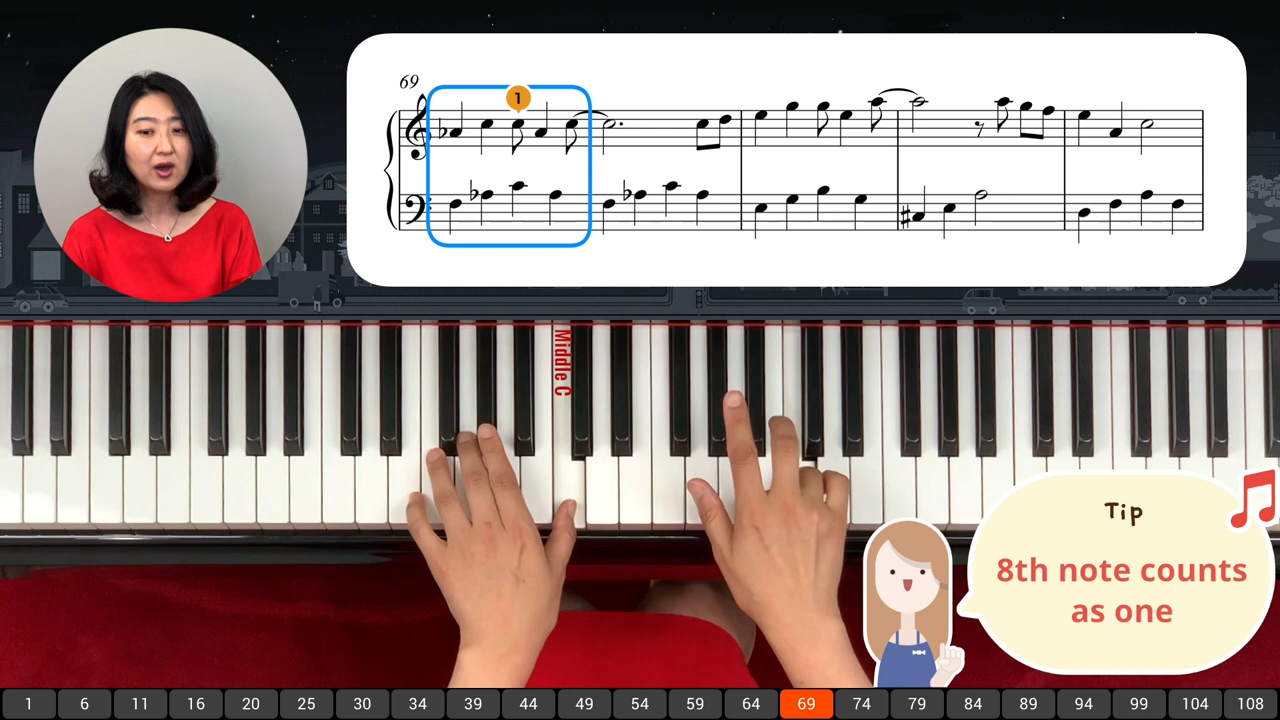 69
1
Middle C
Tip
8th note counts
as one
1 6 11 16 20 25 30 34 39 44 49 54 59 64 69 74 79 84 89 94 99 104 108